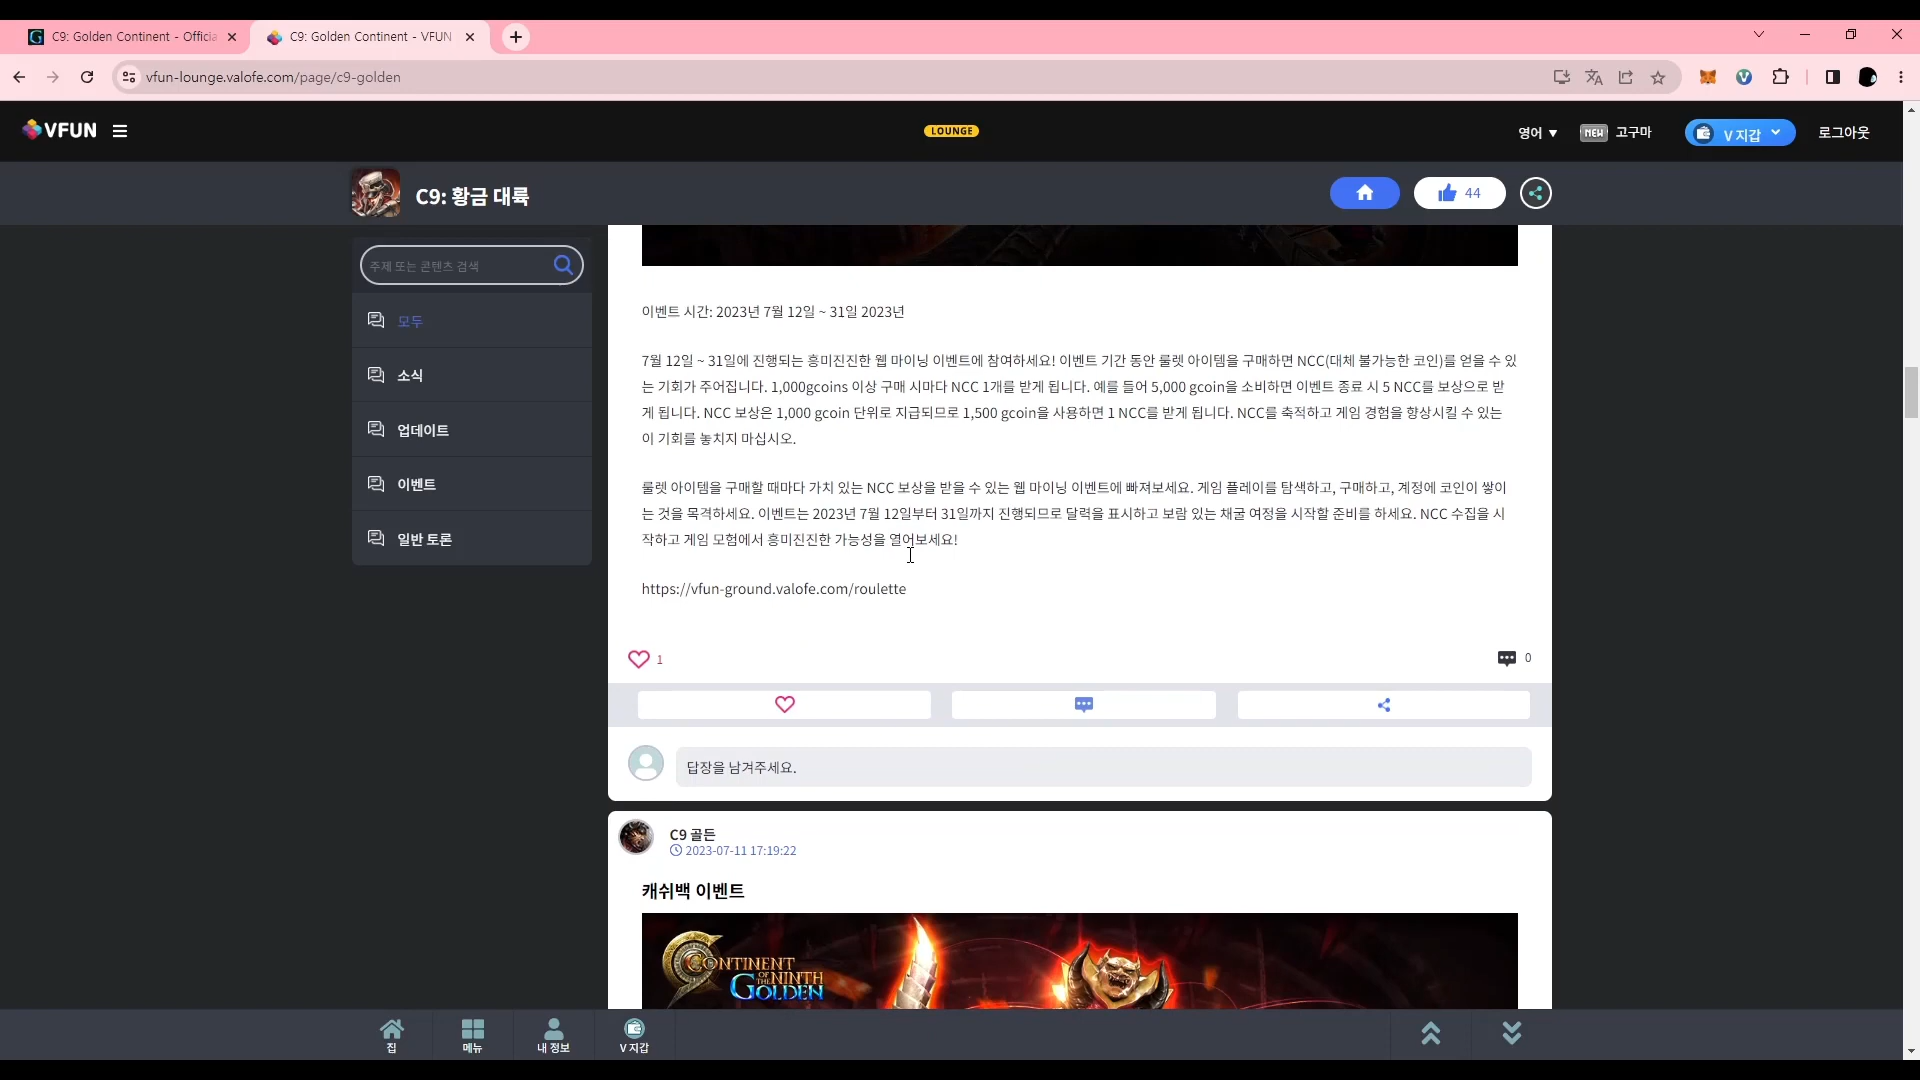 C9: Golden Continent - Officia
C9: Golden Continent - VFUN
vfun-lounge.valofe.com/page/c9-golden
VFUN
LOUNGE
영어 ▼
NEW 고구마
V 지갑
로그아웃
C9: 황금 대륙
44
주제 또는 콘텐츠 검색
모두
소식
업데이트
이벤트
일반 토론
이벤트 시간: 2023년 7월 12일 ~ 31일 2023년
7월 12일 ~ 31일에 진행되는 흥미진진한 웹 마이닝 이벤트에 참여하세요! 이벤트 기간 동안 룰렛 아이템을 구매하면 NCC(대체 불가능한 코인)를 얻을 수 있
는 기회가 주어집니다. 1,000gcoins 이상 구매 시마다 NCC 1개를 받게 됩니다. 예를 들어 5,000 gcoin을 소비하면 이벤트 종료 시 5 NCC를 보상으로 받
게 됩니다. NCC 보상은 1,000 gcoin 단위로 지급되므로 1,500 gcoin을 사용하면 1 NCC를 받게 됩니다. NCC를 축적하고 게임 경험을 향상시킬 수 있는
이 기회를 놓치지 마십시오.
룰렛 아이템을 구매할 때마다 가치 있는 NCC 보상을 받을 수 있는 웹 마이닝 이벤트에 빠져보세요. 게임 플레이를 탐색하고, 구매하고, 계정에 코인이 쌓이
는 것을 목격하세요. 이벤트는 2023년 7월 12일부터 31일까지 진행되므로 달력을 표시하고 보람 있는 채굴 여정을 시작할 준비를 하세요. NCC 수집을 시
작하고 게임 모험에서 흥미진진한 가능성을 열어보세요!
https://vfun-ground.valofe.com/roulette
1
0
답장을 남겨주세요.
C9 골든
2023-07-11 17:19:22
캐쉬백 이벤트
CONTINENT
OF THE NINTH
GOLDEN
집
메뉴
내 정보
V 지갑